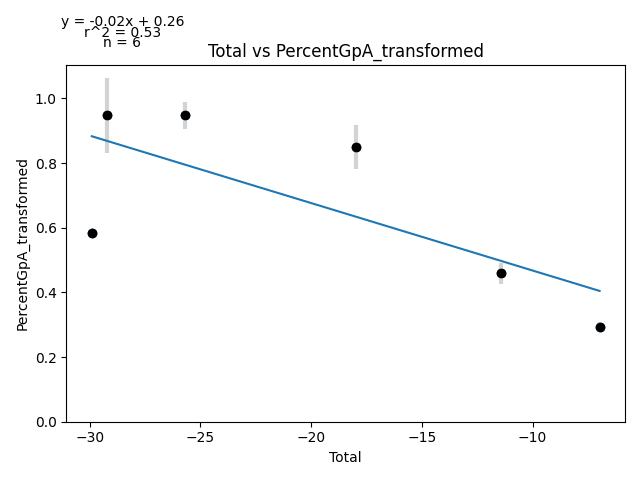 y = -0.02x + 0.26
r^2 = 0.53
n = 6
Total vs PercentGpA_transformed
PercentGpA_transformed
1.0
0.8
0.6
0.4
0.2
0.0
−30
−25
−20
−15
−10
Total